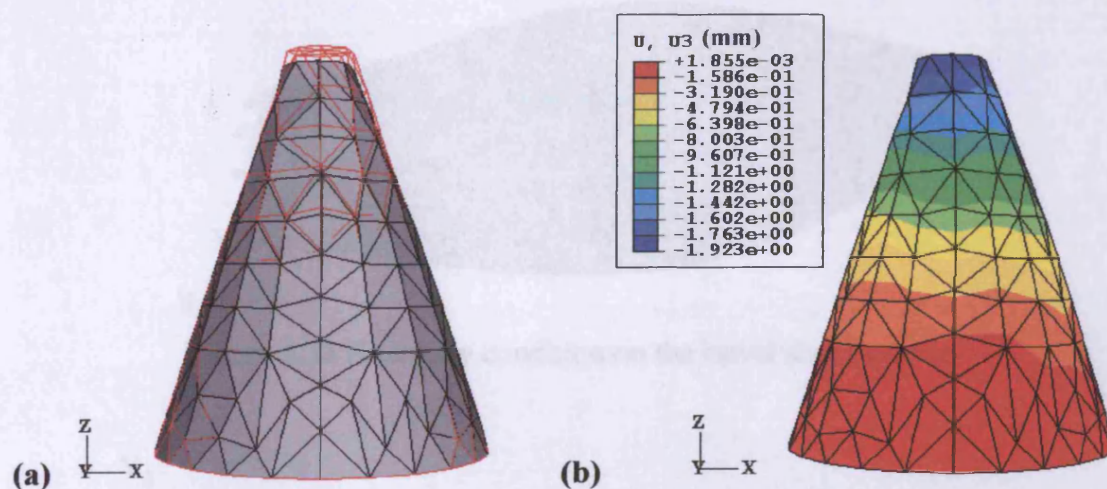 U, U3 (mm)
+1.855e-03
-1.586e-01
-3.190e-01
-4.794e-01
-6.398e-01
-8.003e-01
-9.607e-01
-1.121e+00
-1.282e+00
-1.442e+00
-1.602e+00
-1.763e+00
-1.923e+00
Z
Y X
(a)
Z
Y X
(b)